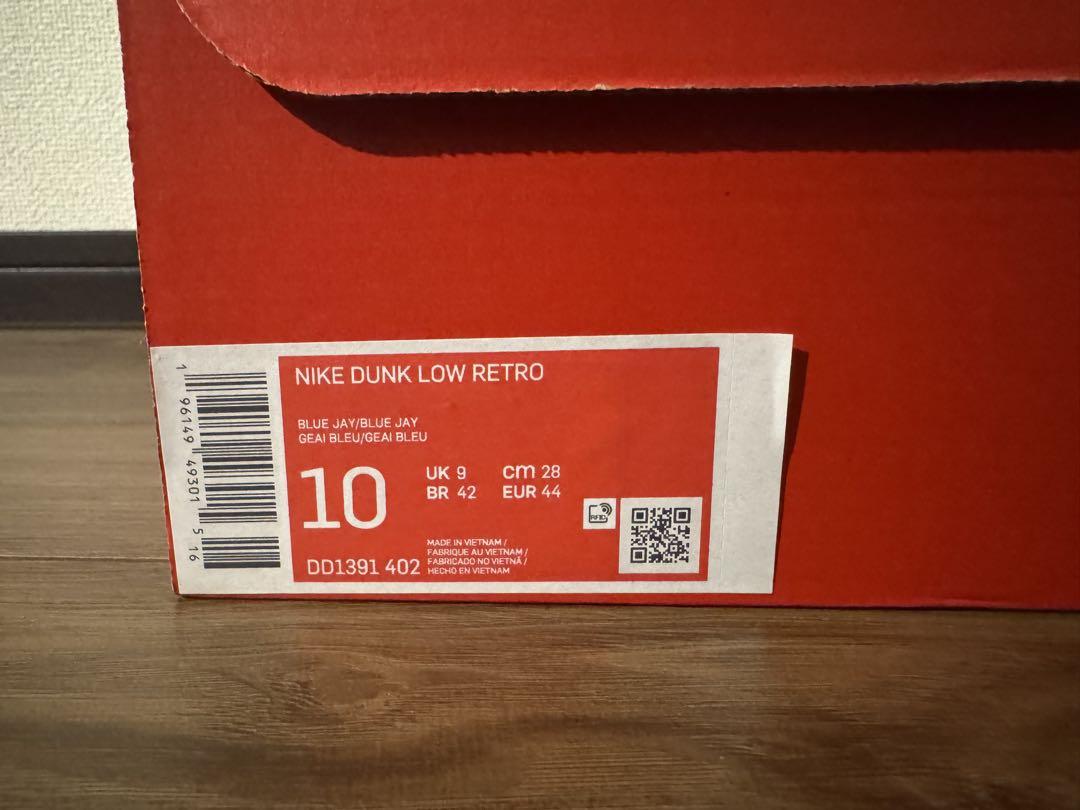 NIKE DUNK LOW RETRO
BLUE JAY/BLUE JAY
GEAI BLEU/GEAI BLEU
10
UK 9 cm 28
BR 42 EUR 44
MADE IN VIETNAM /
FABRIQUE AU VIETNAM /
FABRICADO NO VIETNÃ /
HECHO EN VIETNAM
DD1391 402
RFID
1 96149 49301 5 16